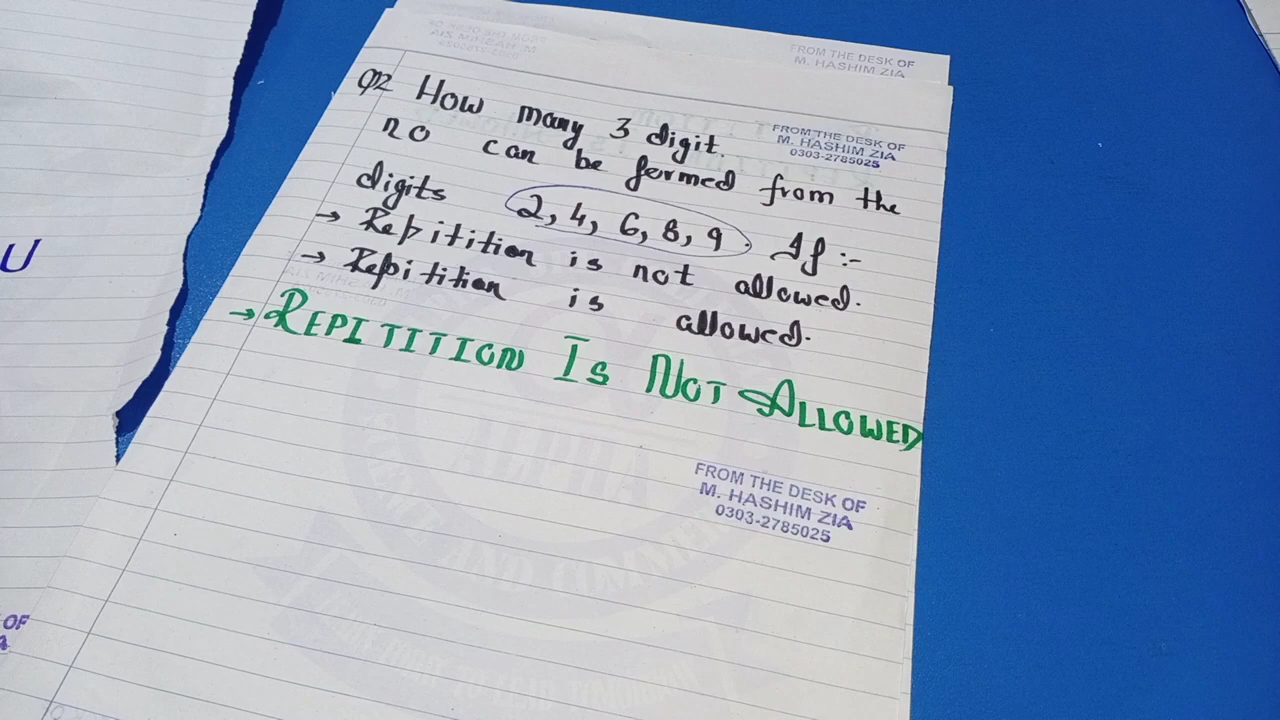 FROM THE DESK OF
M. HASHIM ZIA
Q2 How many 3 digit.
no can be formed from the
digits 2, 4, 6, 8, 9. If :-
→ Repitition is not allowed.
→ Repitition is allowed.
→ REPITITION IS NOT ALLOWED
FROM THE DESK OF
M. HASHIM ZIA
0303-2785025
FROM THE DESK OF
M. HASHIM ZIA
0303-2785025
U
OF